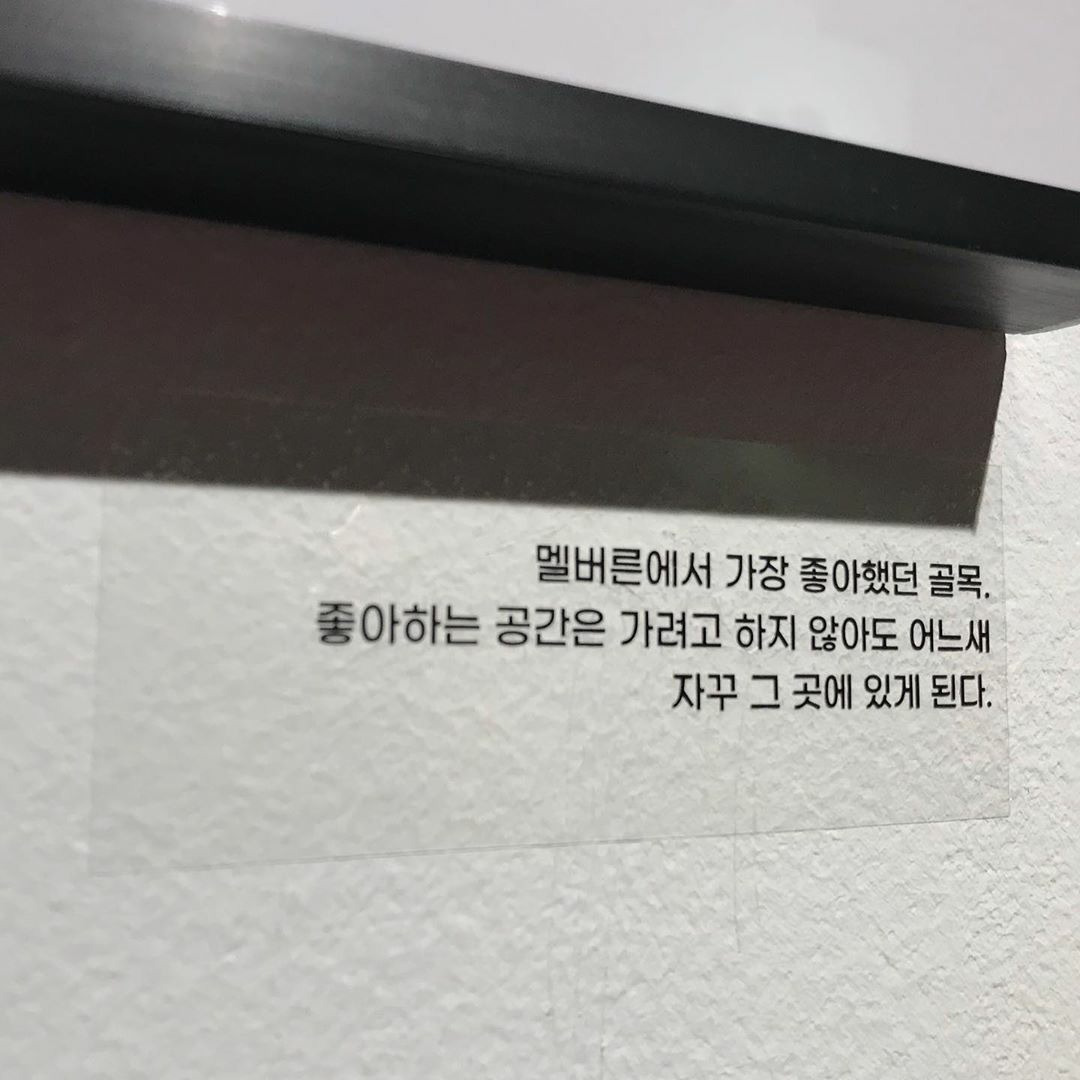 멜버른에서 가장 좋아했던 골목.
좋아하는 공간은 가려고 하지 않아도 어느새
자꾸 그 곳에 있게 된다.